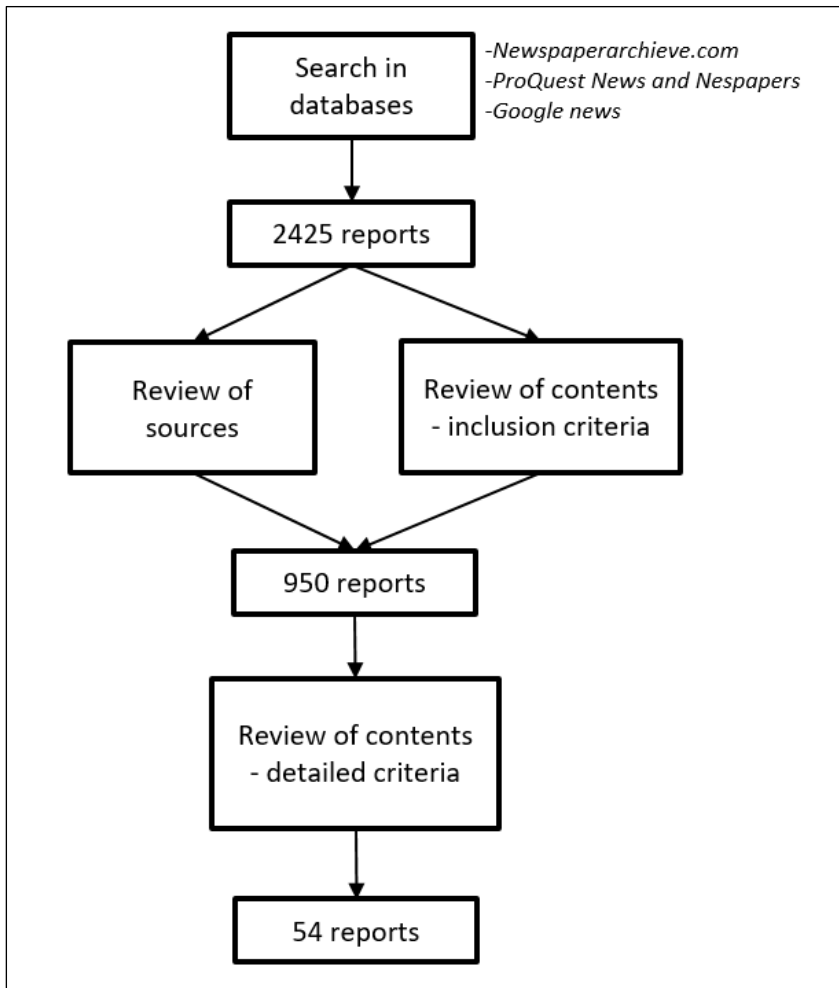 Search in
databases
-Newspaperarchieve.com
-ProQuest News and Nespapers
-Google news
2425 reports
Review of
sources
Review of contents
- inclusion criteria
950 reports
Review of contents
- detailed criteria
54 reports